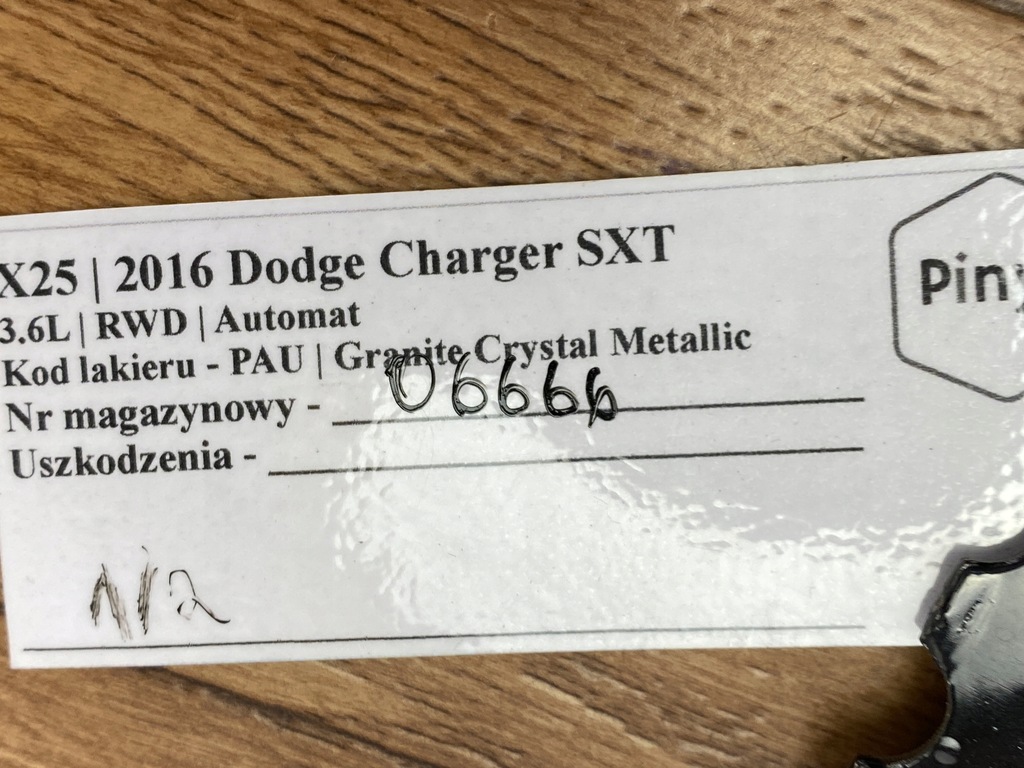 X25 | 2016 Dodge Charger SXT
3.6L | RWD | Automat
Kod lakieru - PAU | Granite Crystal Metallic
Nr magazynowy - 06666
Uszkodzenia -
Pin